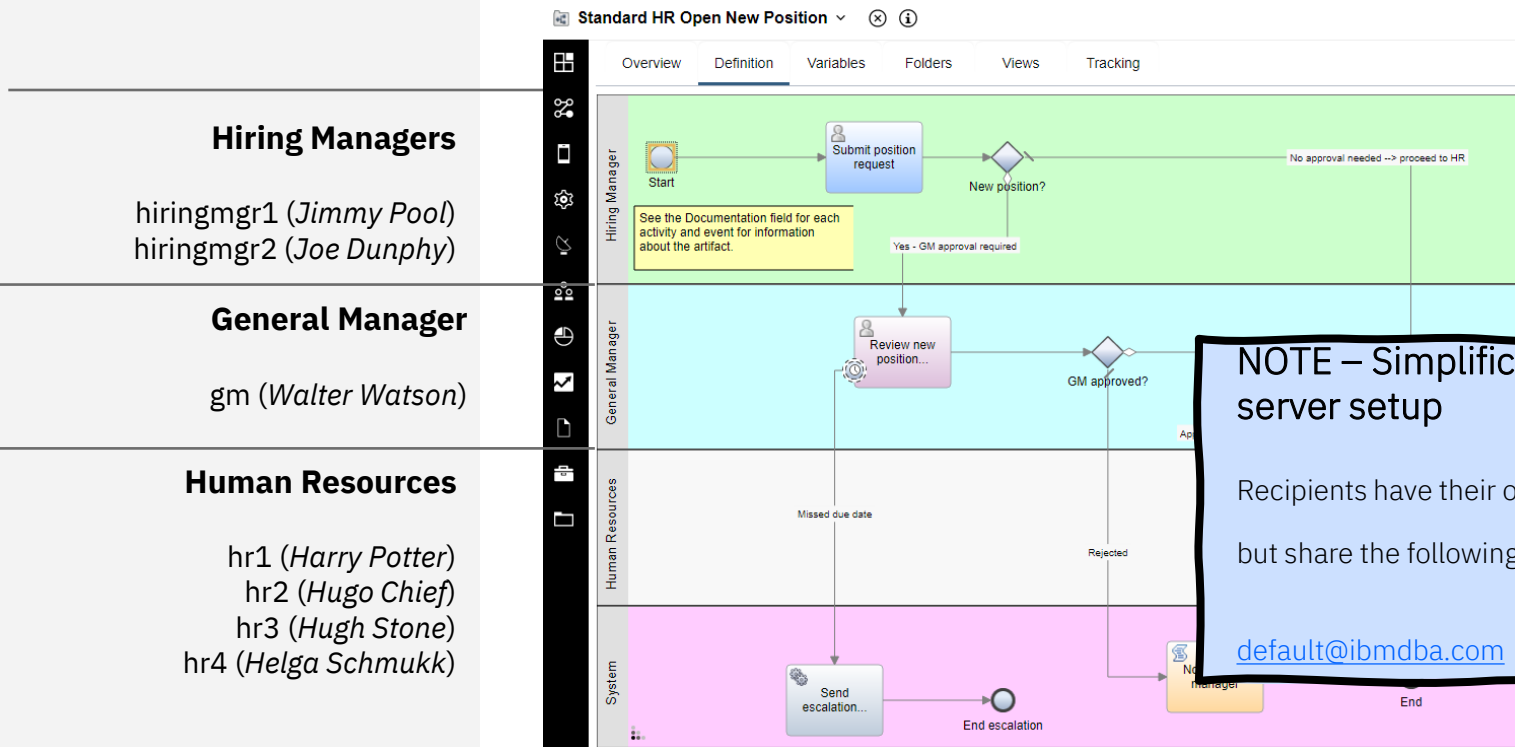 Standard HR Open New Position
Overview Definition Variables Folders Views Tracking
Hiring Managers
hiringmgr1 (Jimmy Pool)
hiringmgr2 (Joe Dunphy)
General Manager
gm (Walter Watson)
Human Resources
hr1 (Harry Potter)
hr2 (Hugo Chief)
hr3 (Hugh Stone)
hr4 (Helga Schmukk)
Hiring Manager
Start
Submit position
request
New position?
No approval needed --> proceed to HR
See the Documentation field for each
activity and event for information
about the artifact.
Yes - GM approval required
General Manager
Review new
position...
GM approved?
Human Resources
Missed due date
Rejected
System
Send
escalation...
End escalation
manager
End
NOTE – Simplific
server setup
Recipients have their o
but share the following
default@ibmdba.com